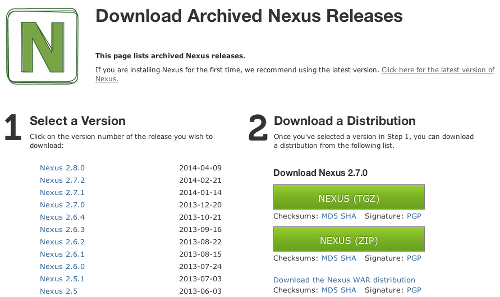 N
Download Archived Nexus Releases
This page lists archived Nexus releases.
If you are installing Nexus for the first time, we recommend using the latest version. Click here for the latest version of
Nexus.
1 Select a Version
Click on the version number of the release you wish to
download:
Nexus 2.8.0 2014-04-09
Nexus 2.7.2 2014-02-21
Nexus 2.7.1 2014-01-14
Nexus 2.7.0 2013-12-20
Nexus 2.6.4 2013-10-21
Nexus 2.6.3 2013-09-16
Nexus 2.6.2 2013-08-22
Nexus 2.6.1 2013-08-15
Nexus 2.6.0 2013-07-24
Nexus 2.5.1 2013-07-03
Nexus 2.5 2013-06-03
2 Download a Distribution
Once you've selected a version in Step 1, you can download
a distribution from the following list.
Download Nexus 2.7.0
NEXUS (TGZ)
Checksums: MD5 SHA Signature: PGP
NEXUS (ZIP)
Checksums: MD5 SHA Signature: PGP
Download the Nexus WAR distribution
Checksums: MD5 SHA Signature: PGP